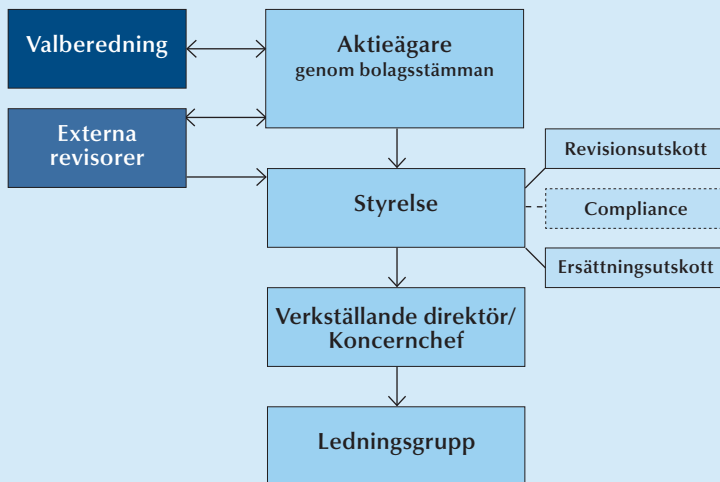 Valberedning
Aktieägare
genom bolagsstämman
Externa
revisorer
Revisionsutskott
Styrelse
Compliance
Ersättningsutskott
Verkställande direktör/
Koncernchef
Ledningsgrupp